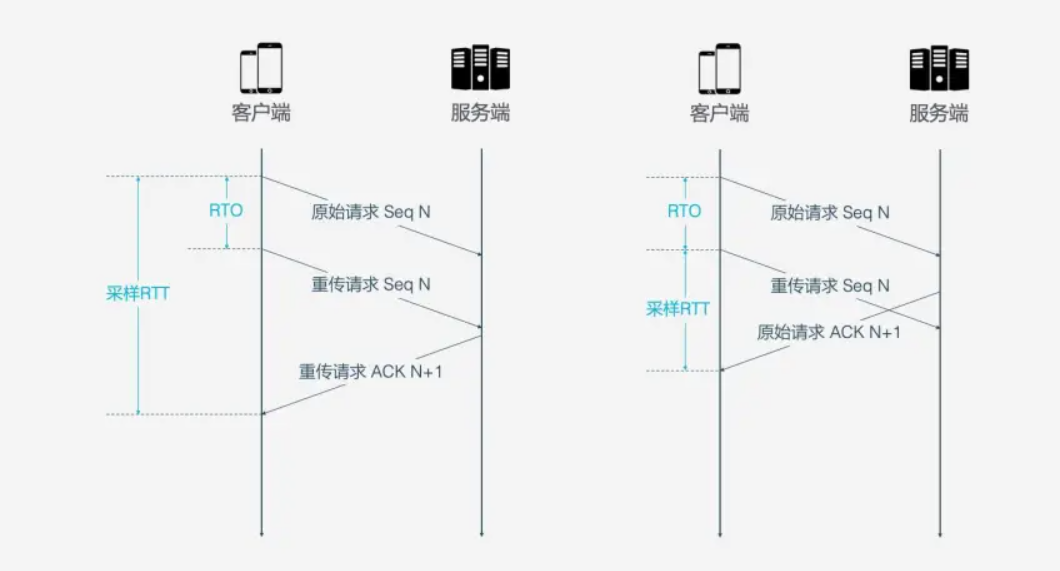 客户端
服务端
RTO
原始请求 Seq N
重传请求 Seq N
采样RTT
重传请求 ACK N+1
客户端
服务端
RTO
原始请求 Seq N
重传请求 Seq N
采样RTT
原始请求 ACK N+1